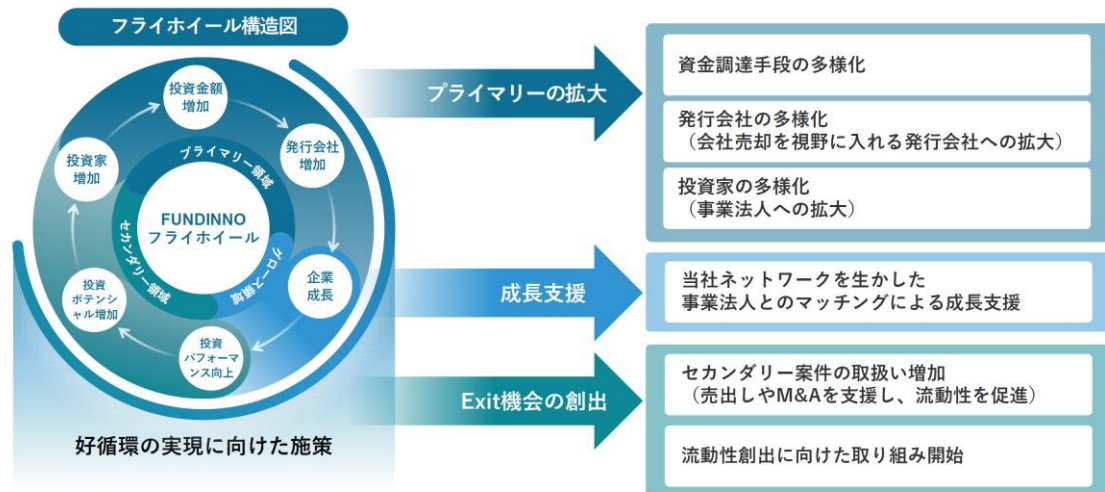 フライホイール構造図
投資金額
増加
発行会社
増加
企業
成長
投資
パフォーマ
ンス向上
投資
ポテンシ
ャル増加
投資家
増加
プライマリー領域
グロース領域
セカンダリー領域
FUNDINNO
フライホイール
好循環の実現に向けた施策
プライマリーの拡大
資金調達手段の多様化
発行会社の多様化
（会社売却を視野に入れる発行会社への拡大）
投資家の多様化
（事業法人への拡大）
成長支援
当社ネットワークを生かした
事業法人とのマッチングによる成長支援
Exit機会の創出
セカンダリー案件の取扱い増加
（売出しやM&Aを支援し、流動性を促進）
流動性創出に向けた取り組み開始